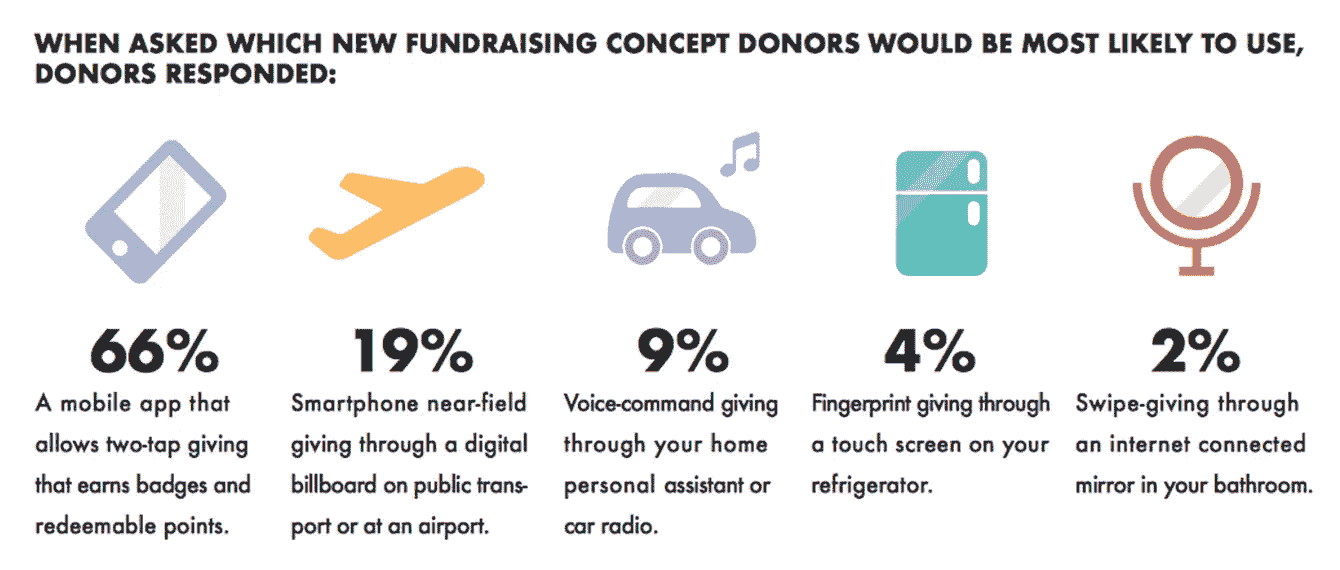 WHEN ASKED WHICH NEW FUNDRAISING CONCEPT DONORS WOULD BE MOST LIKELY TO USE,
DONORS RESPONDED:
66%
A mobile app that
allows two-tap giving
that earns badges and
redeemable points.
19%
Smartphone near-field
giving through a digital
billboard on public trans-
port or at an airport.
9%
Voice-command giving
through your home
personal assistant or
car radio.
4%
Fingerprint giving through
a touch screen on your
refrigerator.
2%
Swipe-giving through
an internet connected
mirror in your bathroom.